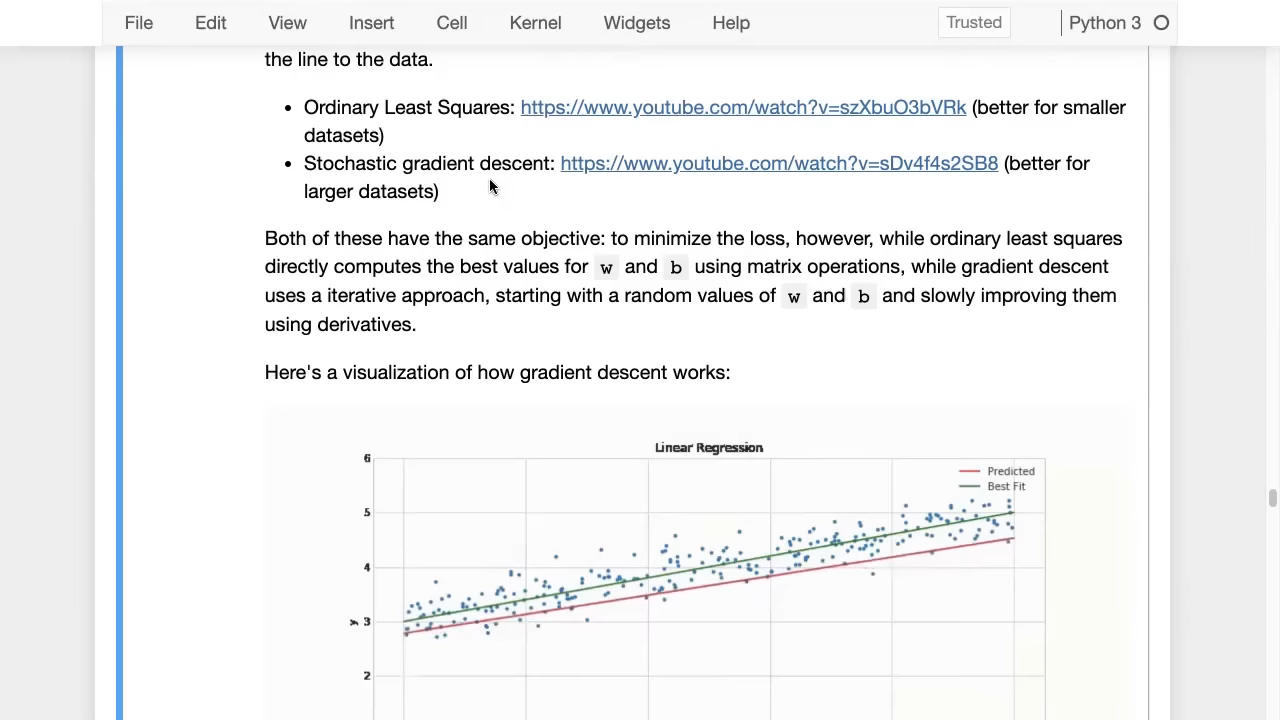 File Edit View Insert Cell Kernel Widgets Help Trusted Python 3
the line to the data.
• Ordinary Least Squares: https://www.youtube.com/watch?v=szXbuO3bVRk (better for smaller
datasets)
• Stochastic gradient descent: https://www.youtube.com/watch?v=sDv4f4s2SB8 (better for
larger datasets)
Both of these have the same objective: to minimize the loss, however, while ordinary least squares
directly computes the best values for w and b using matrix operations, while gradient descent
uses a iterative approach, starting with a random values of w and b and slowly improving them
using derivatives.
Here's a visualization of how gradient descent works:
Linear Regression
6
Predicted
Best Fit
5
4
y 3
2